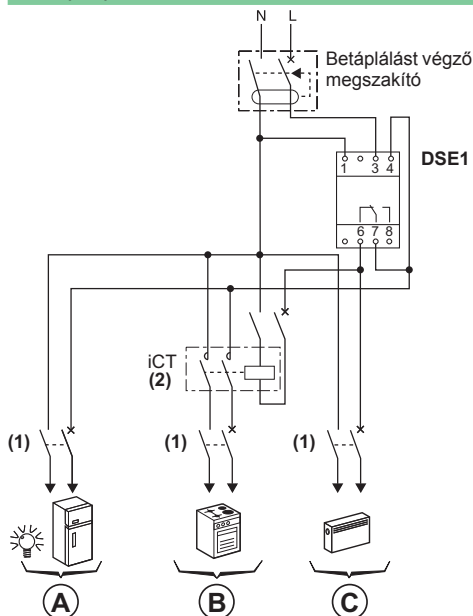 N L
Betáplálást végző
megszakító
DSE1
1 3 4
6 7 8
iCT
(2)
(1) (1) (1)
A B C